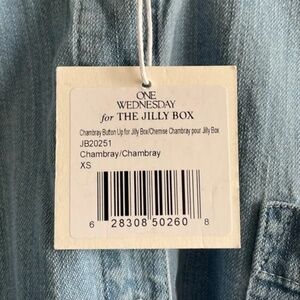 ONE
WEDNESDAY
for THE JILLY BOX
Chambray Button Up for Jilly Box/Chemise Chambray pour Jilly Box
JB20251
Chambray/Chambray
XS
6 28308 50260 8